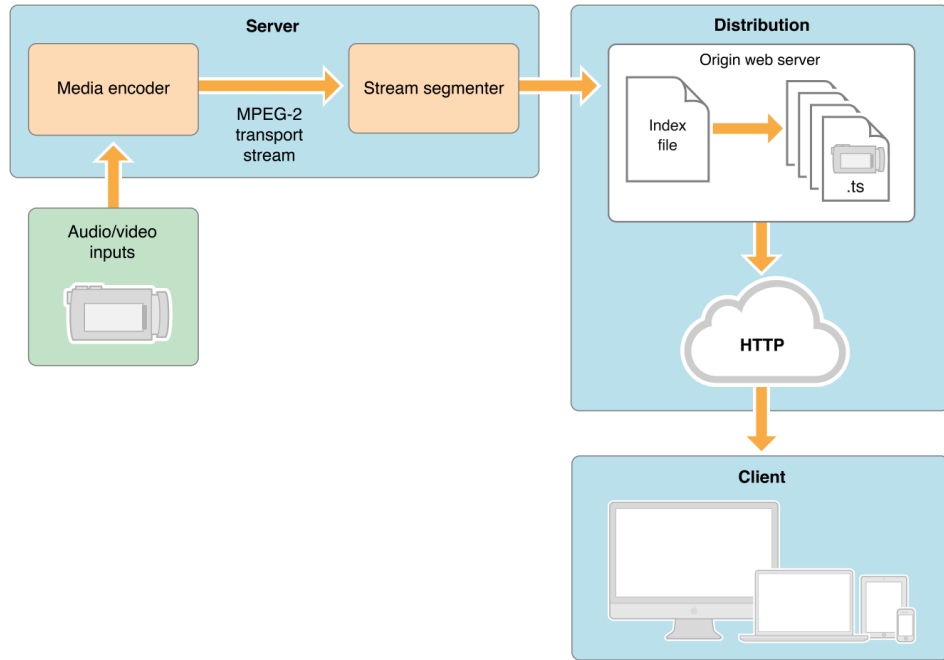 Server
Media encoder
MPEG-2
transport
stream
Stream segmenter
Audio/video
inputs
Distribution
Origin web server
Index
file
.ts
HTTP
Client